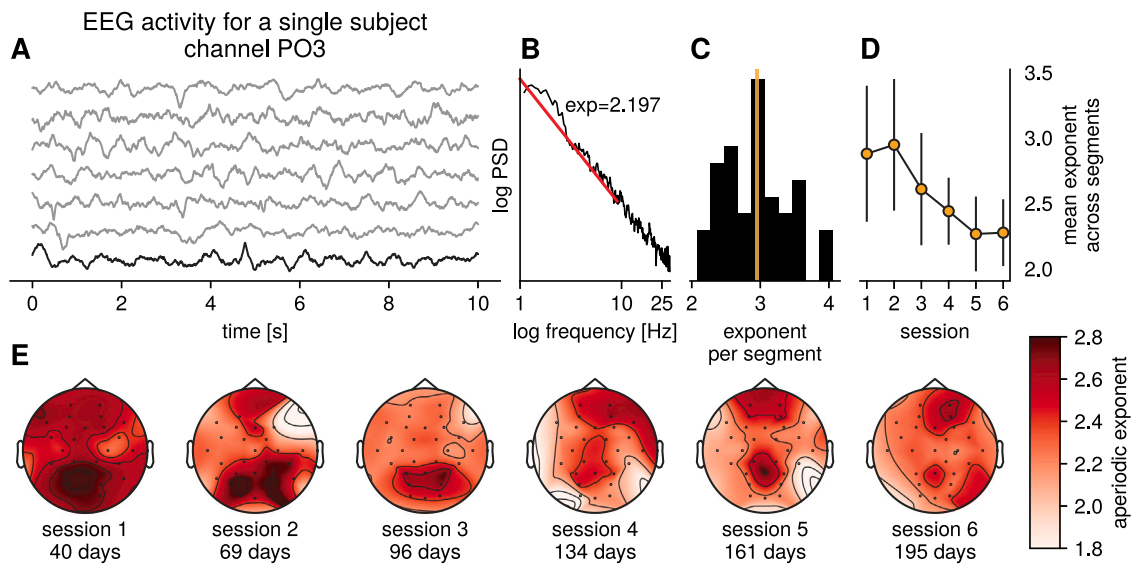 EEG activity for a single subject
channel PO3
A
B
C
D
exp=2.197
log PSD
mean exponent
across segments
3.5
3.0
2.5
2.0
0
2
4
6
8
10
time [s]
1
10
25
log frequency [Hz]
2
3
4
exponent
per segment
1
2
3
4
5
6
session
E
session 1
40 days
session 2
69 days
session 3
96 days
session 4
134 days
session 5
161 days
session 6
195 days
2.8
2.6
2.4
2.2
2.0
1.8
aperiodic exponent